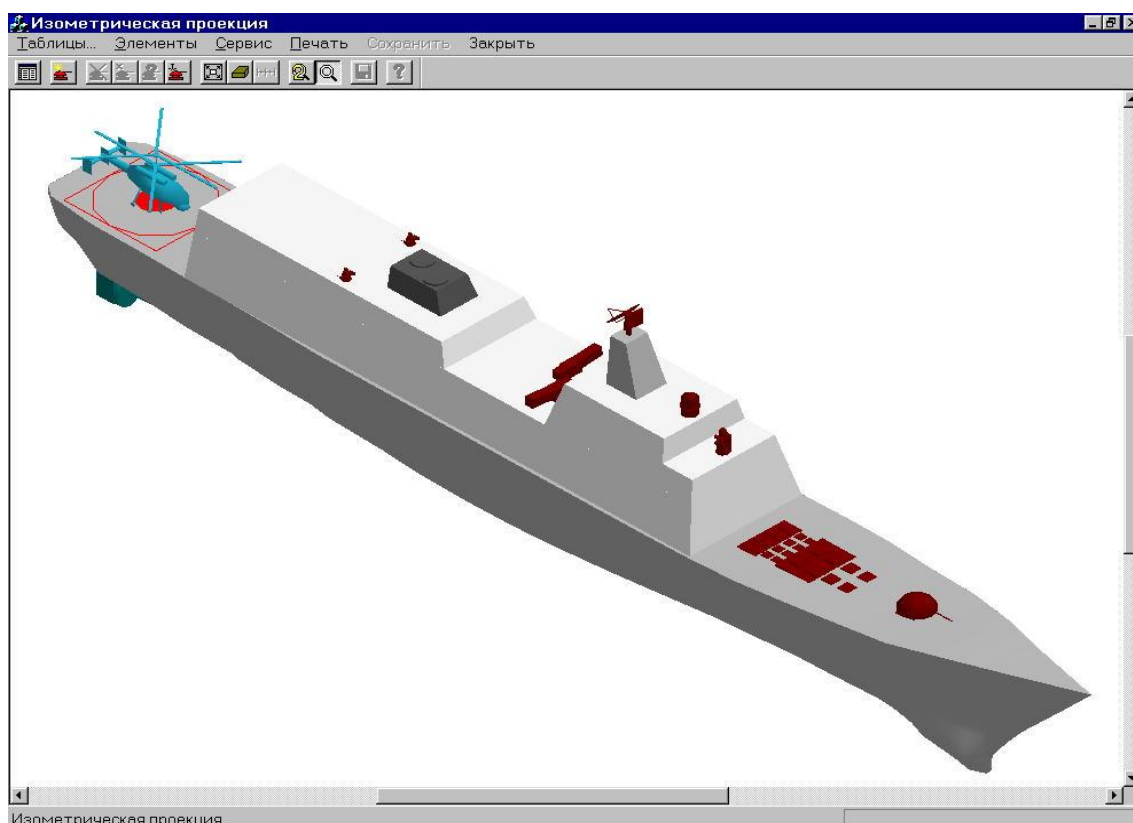 Изометрическая проекция
Таблицы... Элементы Сервис Печать Сохранить Закрыть
Изометрическая проекция